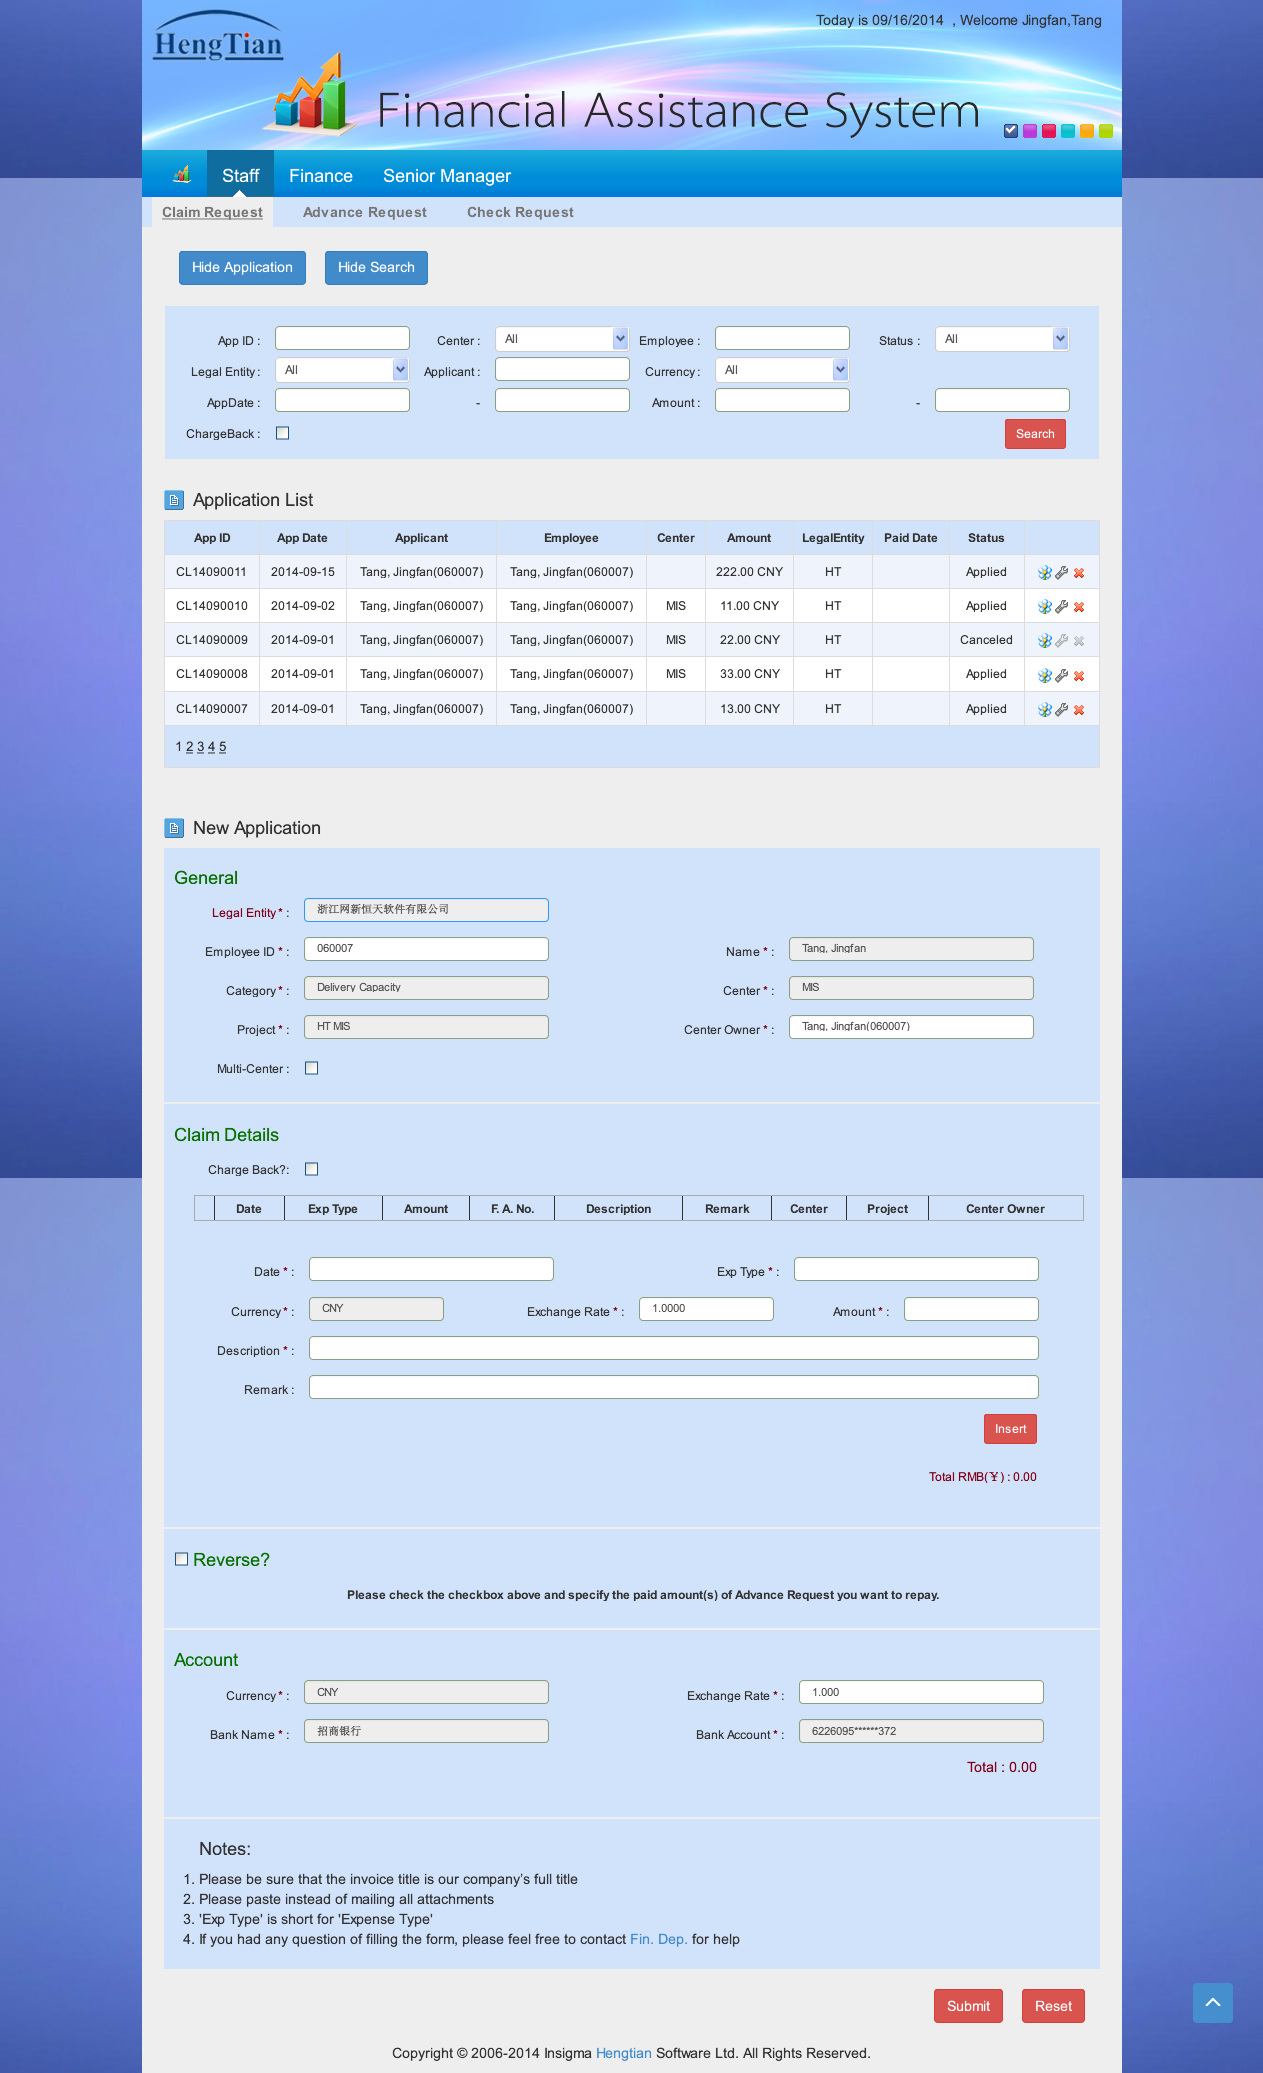 HengTian
Today is 09/16/2014 , Welcome Jingfan,Tang
Financial Assistance System
Staff Finance Senior Manager
Claim Request Advance Request Check Request
Hide Application Hide Search
App ID : Center : All Employee : Status : All
Legal Entity : All Applicant : Currency : All
AppDate : - Amount : -
ChargeBack : Search
Application List
App ID App Date Applicant Employee Center Amount LegalEntity Paid Date Status
CL14090011 2014-09-15 Tang, Jingfan(060007) Tang, Jingfan(060007) 222.00 CNY HT Applied
CL14090010 2014-09-02 Tang, Jingfan(060007) Tang, Jingfan(060007) MIS 11.00 CNY HT Applied
CL14090009 2014-09-01 Tang, Jingfan(060007) Tang, Jingfan(060007) MIS 22.00 CNY HT Canceled
CL14090008 2014-09-01 Tang, Jingfan(060007) Tang, Jingfan(060007) MIS 33.00 CNY HT Applied
CL14090007 2014-09-01 Tang, Jingfan(060007) Tang, Jingfan(060007) 13.00 CNY HT Applied
1 2 3 4 5
New Application
General
Legal Entity * : 浙江网新恒天软件有限公司
Employee ID * : 060007 Name * : Tang, Jingfan
Category * : Delivery Capacity Center * : MIS
Project * : HT MIS Center Owner * : Tang, Jingfan(060007)
Multi-Center :
Claim Details
Charge Back?:
Date Exp Type Amount F. A. No. Description Remark Center Project Center Owner
Date * : Exp Type * :
Currency * : CNY Exchange Rate * : 1.0000 Amount * :
Description * :
Remark :
Insert
Total RMB(￥) : 0.00
Reverse?
Please check the checkbox above and specify the paid amount(s) of Advance Request you want to repay.
Account
Currency * : CNY Exchange Rate * : 1.000
Bank Name * : 招商银行 Bank Account * : 6226095******372
Total : 0.00
Notes:
1. Please be sure that the invoice title is our company's full title
2. Please paste instead of mailing all attachments
3. 'Exp Type' is short for 'Expense Type'
4. If you had any question of filling the form, please feel free to contact Fin. Dep. for help
Submit Reset
Copyright © 2006-2014 Insigma Hengtian Software Ltd. All Rights Reserved.